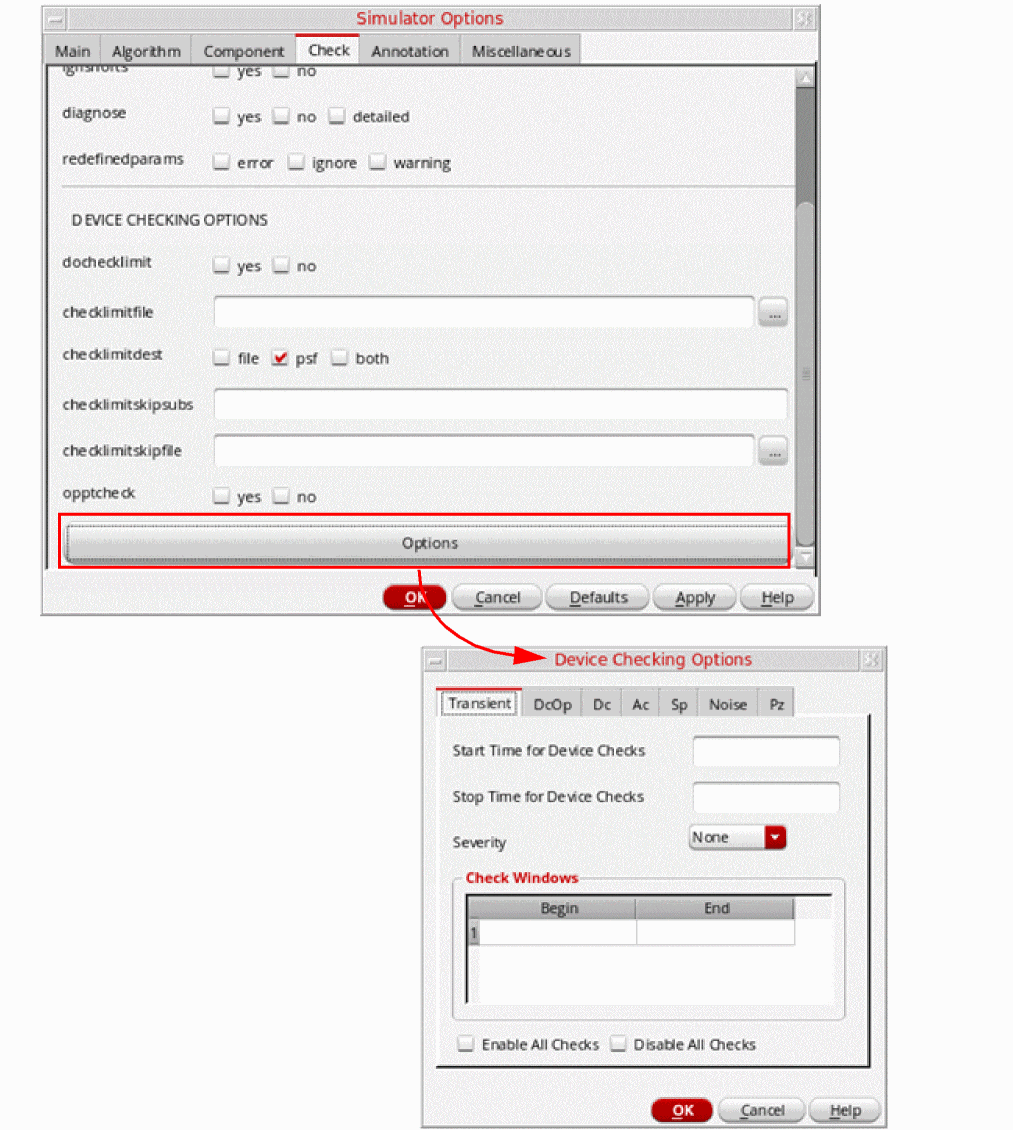 Simulator Options
Main Algorithm Component Check Annotation Miscellaneous
yes no
diagnose yes no detailed
redefinedparams error ignore warning
DEVICE CHECKING OPTIONS
dochecklimit yes no
checklimitfile ...
checklimitdest file psf both
checklimitskipsubs
checklimitskipfile ...
opptcheck yes no
Options
OK Cancel Defaults Apply Help
Device Checking Options
Transient DcOp Dc Ac Sp Noise Pz
Start Time for Device Checks
Stop Time for Device Checks
Severity None
Check Windows
Begin End
1
Enable All Checks Disable All Checks
OK Cancel Help